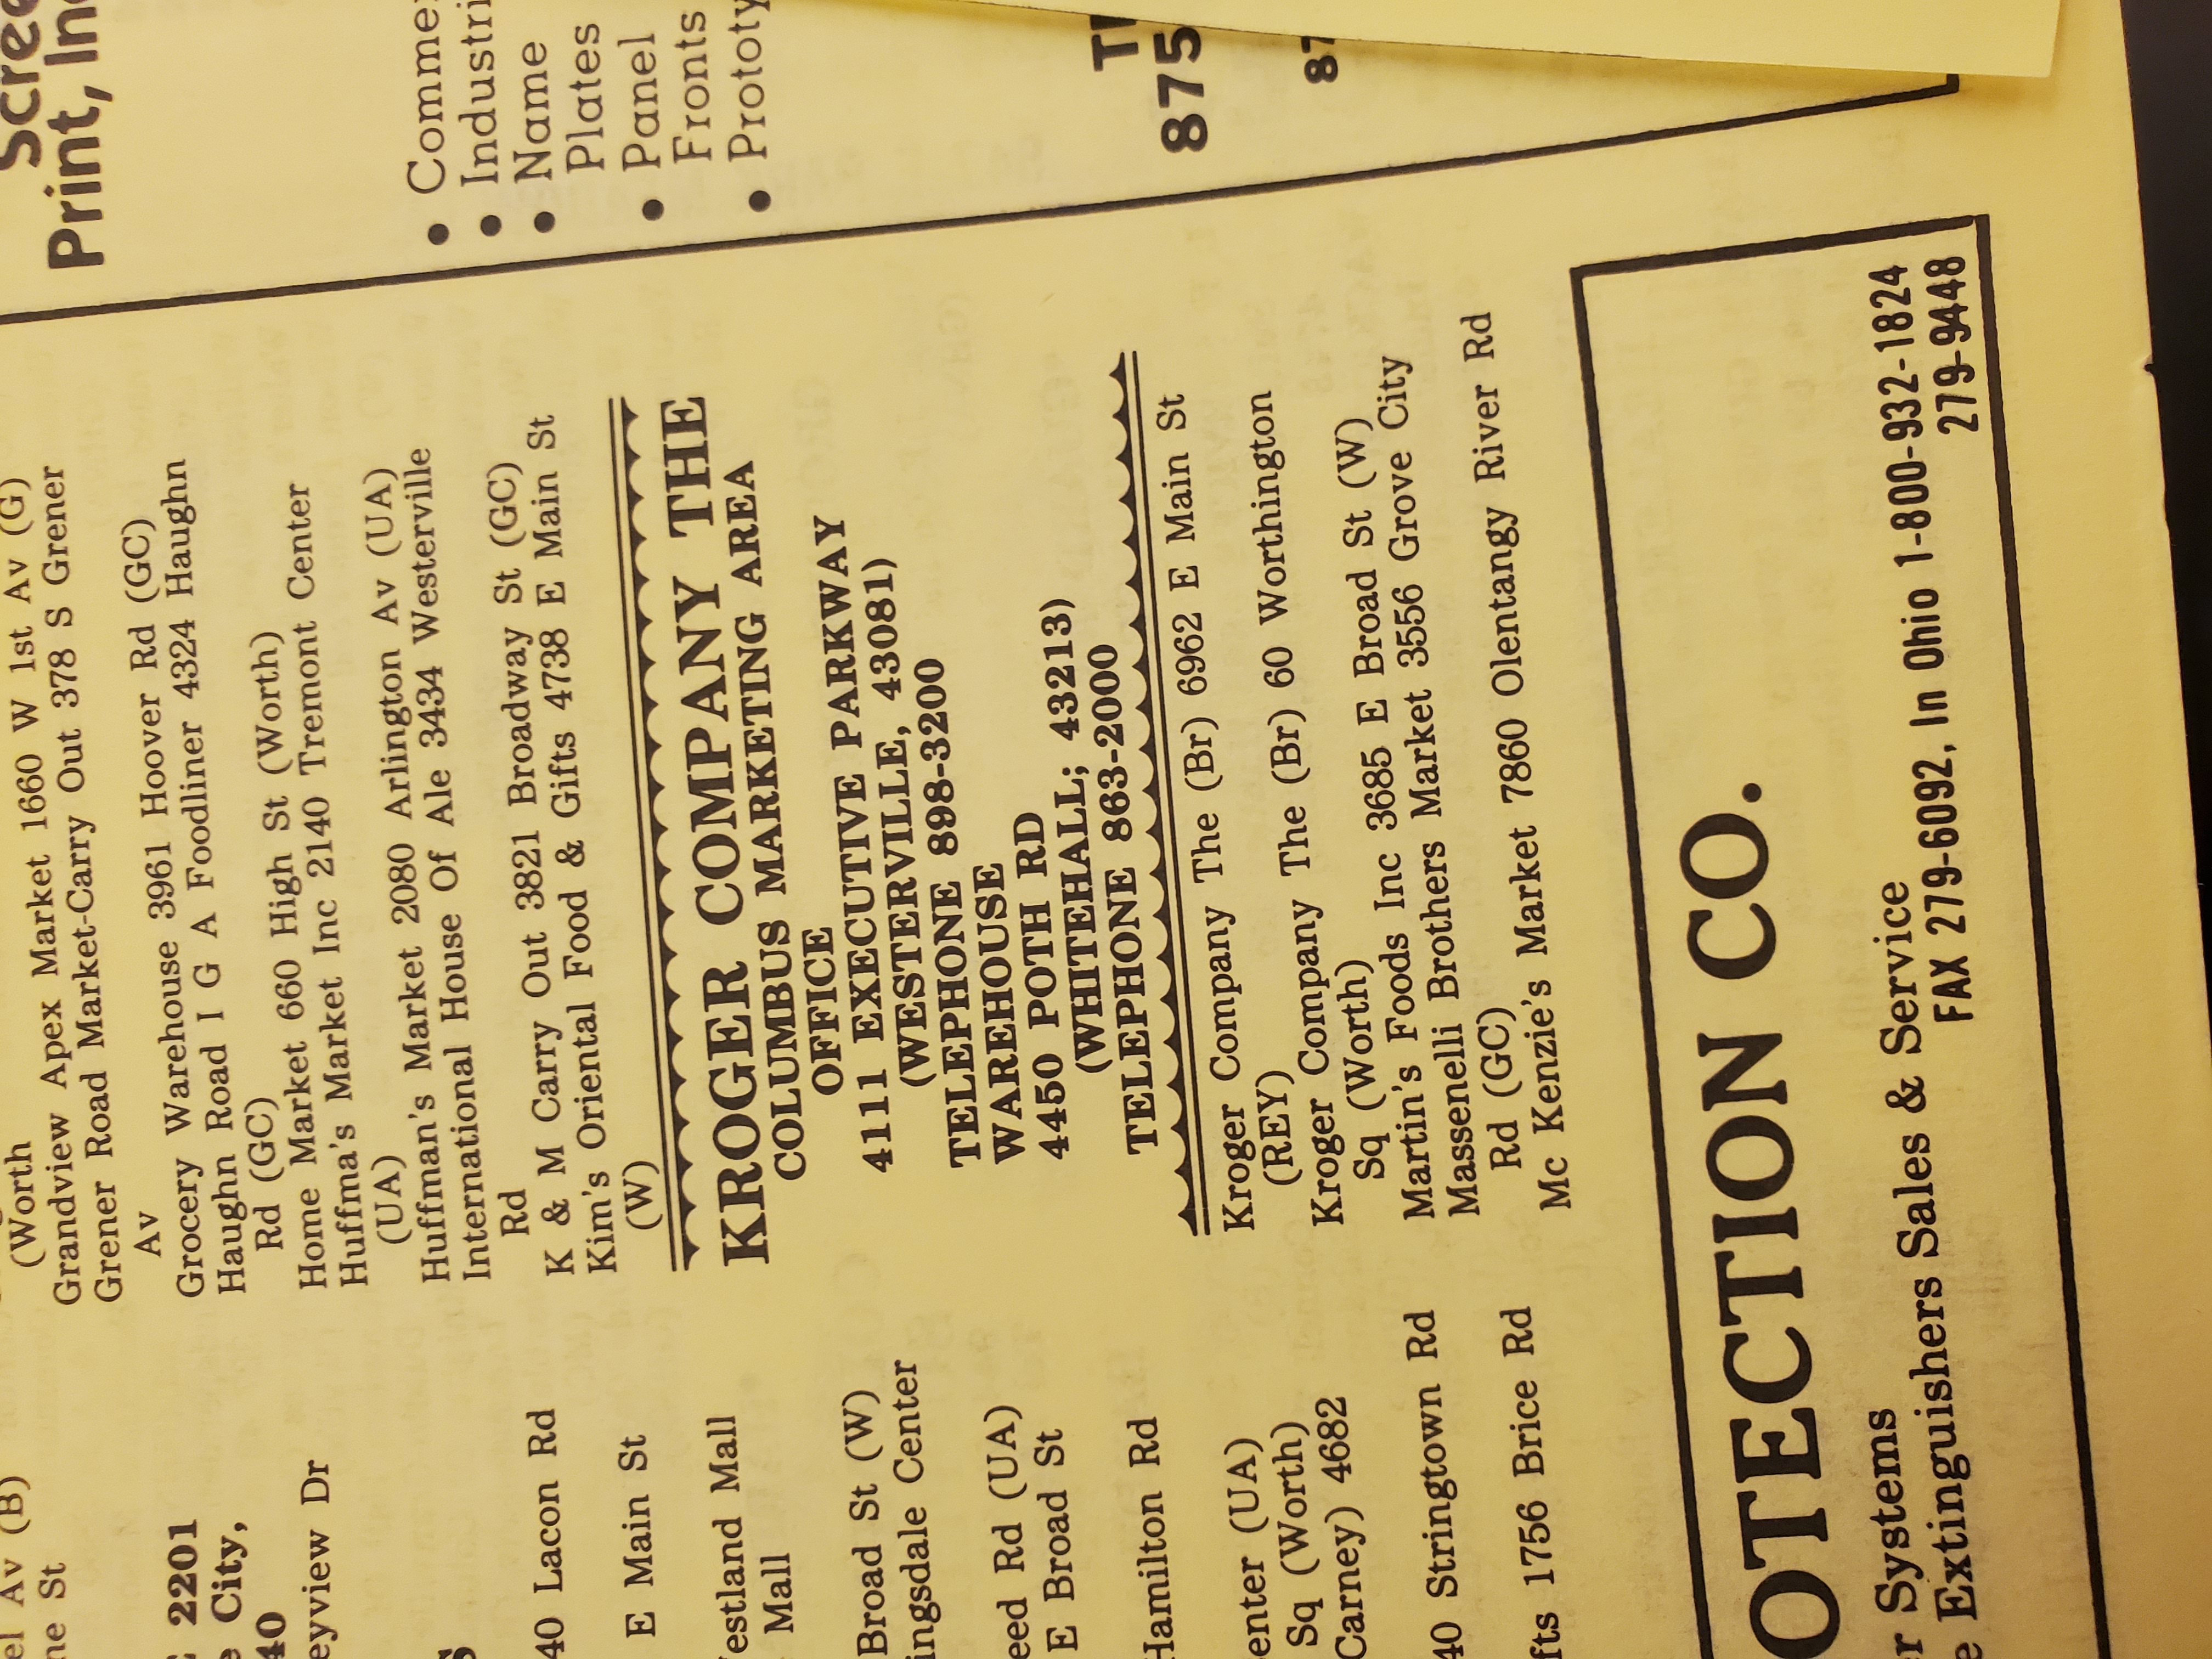 el Av (B)
ne St
2201
City,
40
eyview Dr
40 Lacon Rd
E Main St
estland Mall
Mall
Broad St (W)
ingsdale Center
eed Rd (UA)
E Broad St
Hamilton Rd
enter (UA)
Sq (Worth)
Carney) 4682
40 Stringtown Rd
fts 1756 Brice Rd
(Worth
Grandview Apex Market 1660 W 1st Av (G)
Grener Road Market-Carry Out 378 S Grener
Av
Grocery Warehouse 3961 Hoover Rd (GC)
Haughn Road I G A Foodliner 4324 Haughn
Rd (GC)
Home Market 660 High St (Worth)
Huffma's Market Inc 2140 Tremont Center
(UA)
Huffman's Market 2080 Arlington Av (UA)
International House Of Ale 3434 Westerville
Rd
K & M Carry Out 3821 Broadway St (GC)
Kim's Oriental Food & Gifts 4738 E Main St
(W)
KROGER COMPANY THE
COLUMBUS MARKETING AREA
OFFICE
4111 EXECUTIVE PARKWAY
(WESTERVILLE, 43081)
TELEPHONE 898-3200
WAREHOUSE
4450 POTH RD
(WHITEHALL; 43213)
TELEPHONE 863-2000
Kroger Company The (Br) 6962 E Main St
(REY)
Kroger Company The (Br) 60 Worthington
Sq (Worth)
Martin's Foods Inc 3685 E Broad St (W)
Massenelli Brothers Market 3556 Grove City
Rd (GC)
Mc Kenzie's Market 7860 Olentangy River Rd
Scree
Print, Inc
• Comme
• Industri
• Name
Plates
• Panel
Fronts
• Prototy
875
87
OTECTION CO.
r Systems
e Extinguishers Sales & Service
279-6092, In Ohio 1-800-932-1824
FAX 279-9448